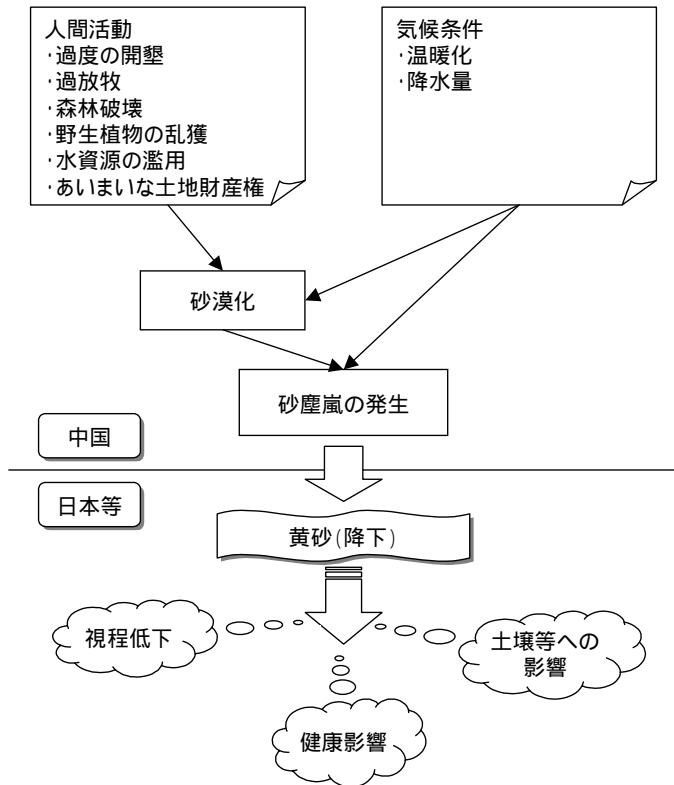 人間活動
・過度の開墾
・過放牧
・森林破壊
・野生植物の乱獲
・水資源の濫用
・あいまいな土地財産権
気候条件
・温暖化
・降水量
砂漠化
砂塵嵐の発生
中国
日本等
黄砂(降下)
視程低下
土壌等への
影響
健康影響